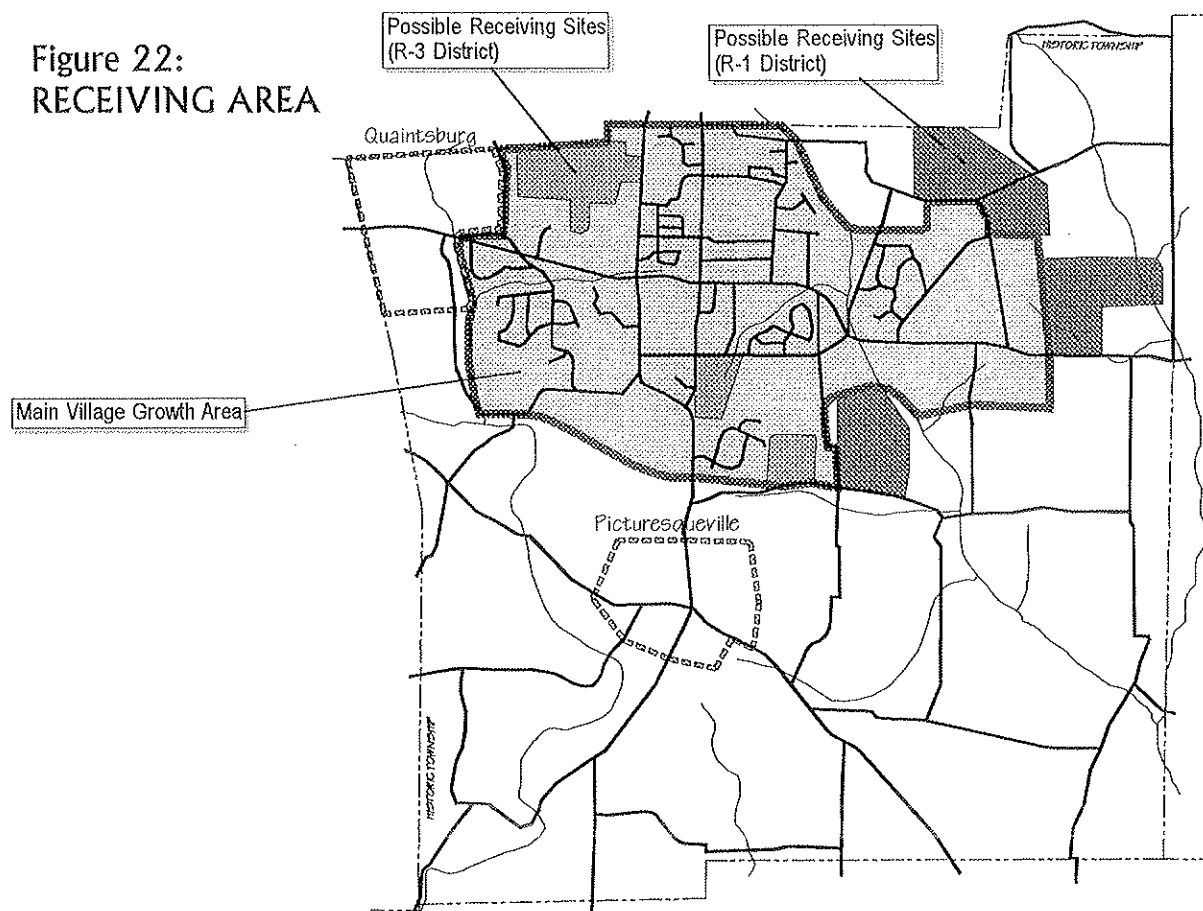 Figure 22:
RECEIVING AREA
Possible Receiving Sites
(R-3 District)
Possible Receiving Sites
(R-1 District)
HISTORIC TOWNSHIP
Quaintsburg
Main Village Growth Area
Picturesqueville
HISTORIC TOWNSHIP